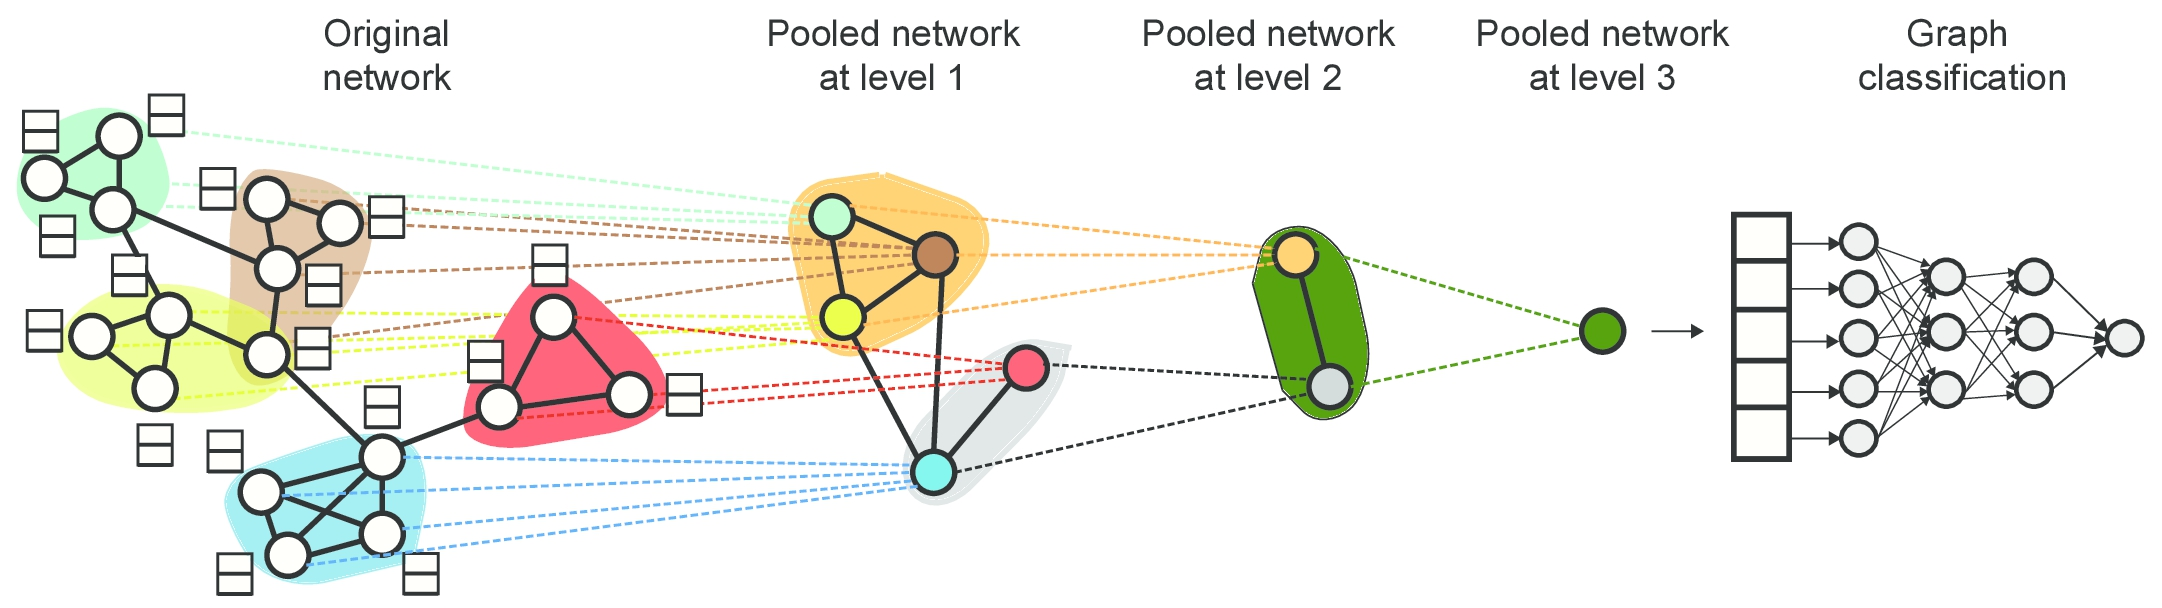 Original
network
Pooled network
at level 1
Pooled network
at level 2
Pooled network
at level 3
Graph
classification